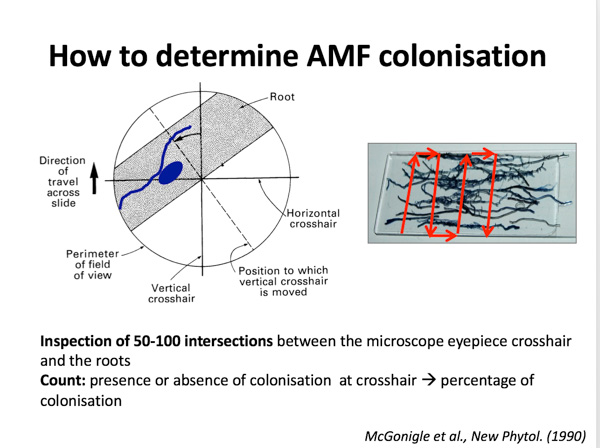 How to determine AMF colonisation
Root
Direction
of
travel
across
slide
Horizontal
crosshair
Perimeter
of field
of view
Vertical
crosshair
Position to which
vertical crosshair
is moved
Inspection of 50-100 intersections between the microscope eyepiece crosshair
and the roots
Count: presence or absence of colonisation at crosshair → percentage of
colonisation
McGonigle et al., New Phytol. (1990)